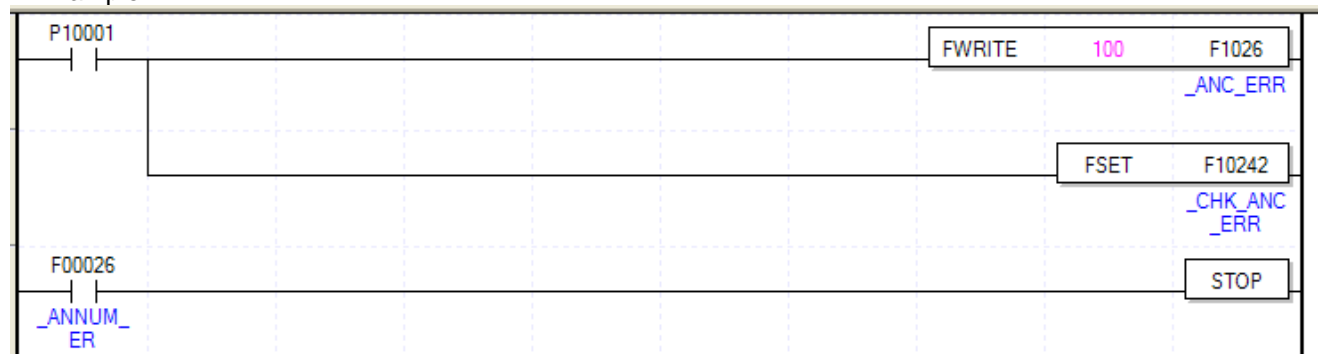 P10001
FWRITE 100 F1026
_ANC_ERR
FSET F10242
_CHK_ANC
_ERR
F00026
STOP
_ANNUM_
ER